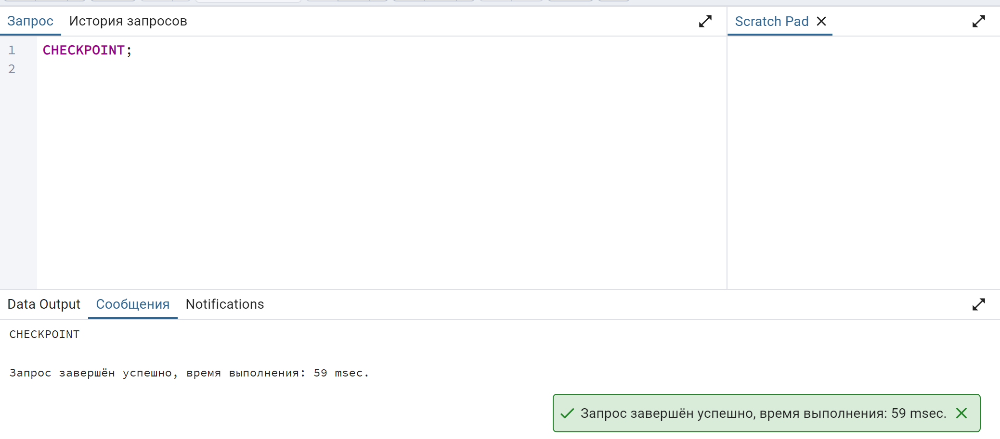 Запрос История запросов
Scratch Pad
1 CHECKPOINT;
2
Data Output Сообщения Notifications
CHECKPOINT
Запрос завершён успешно, время выполнения: 59 msec.
Запрос завершён успешно, время выполнения: 59 msec.